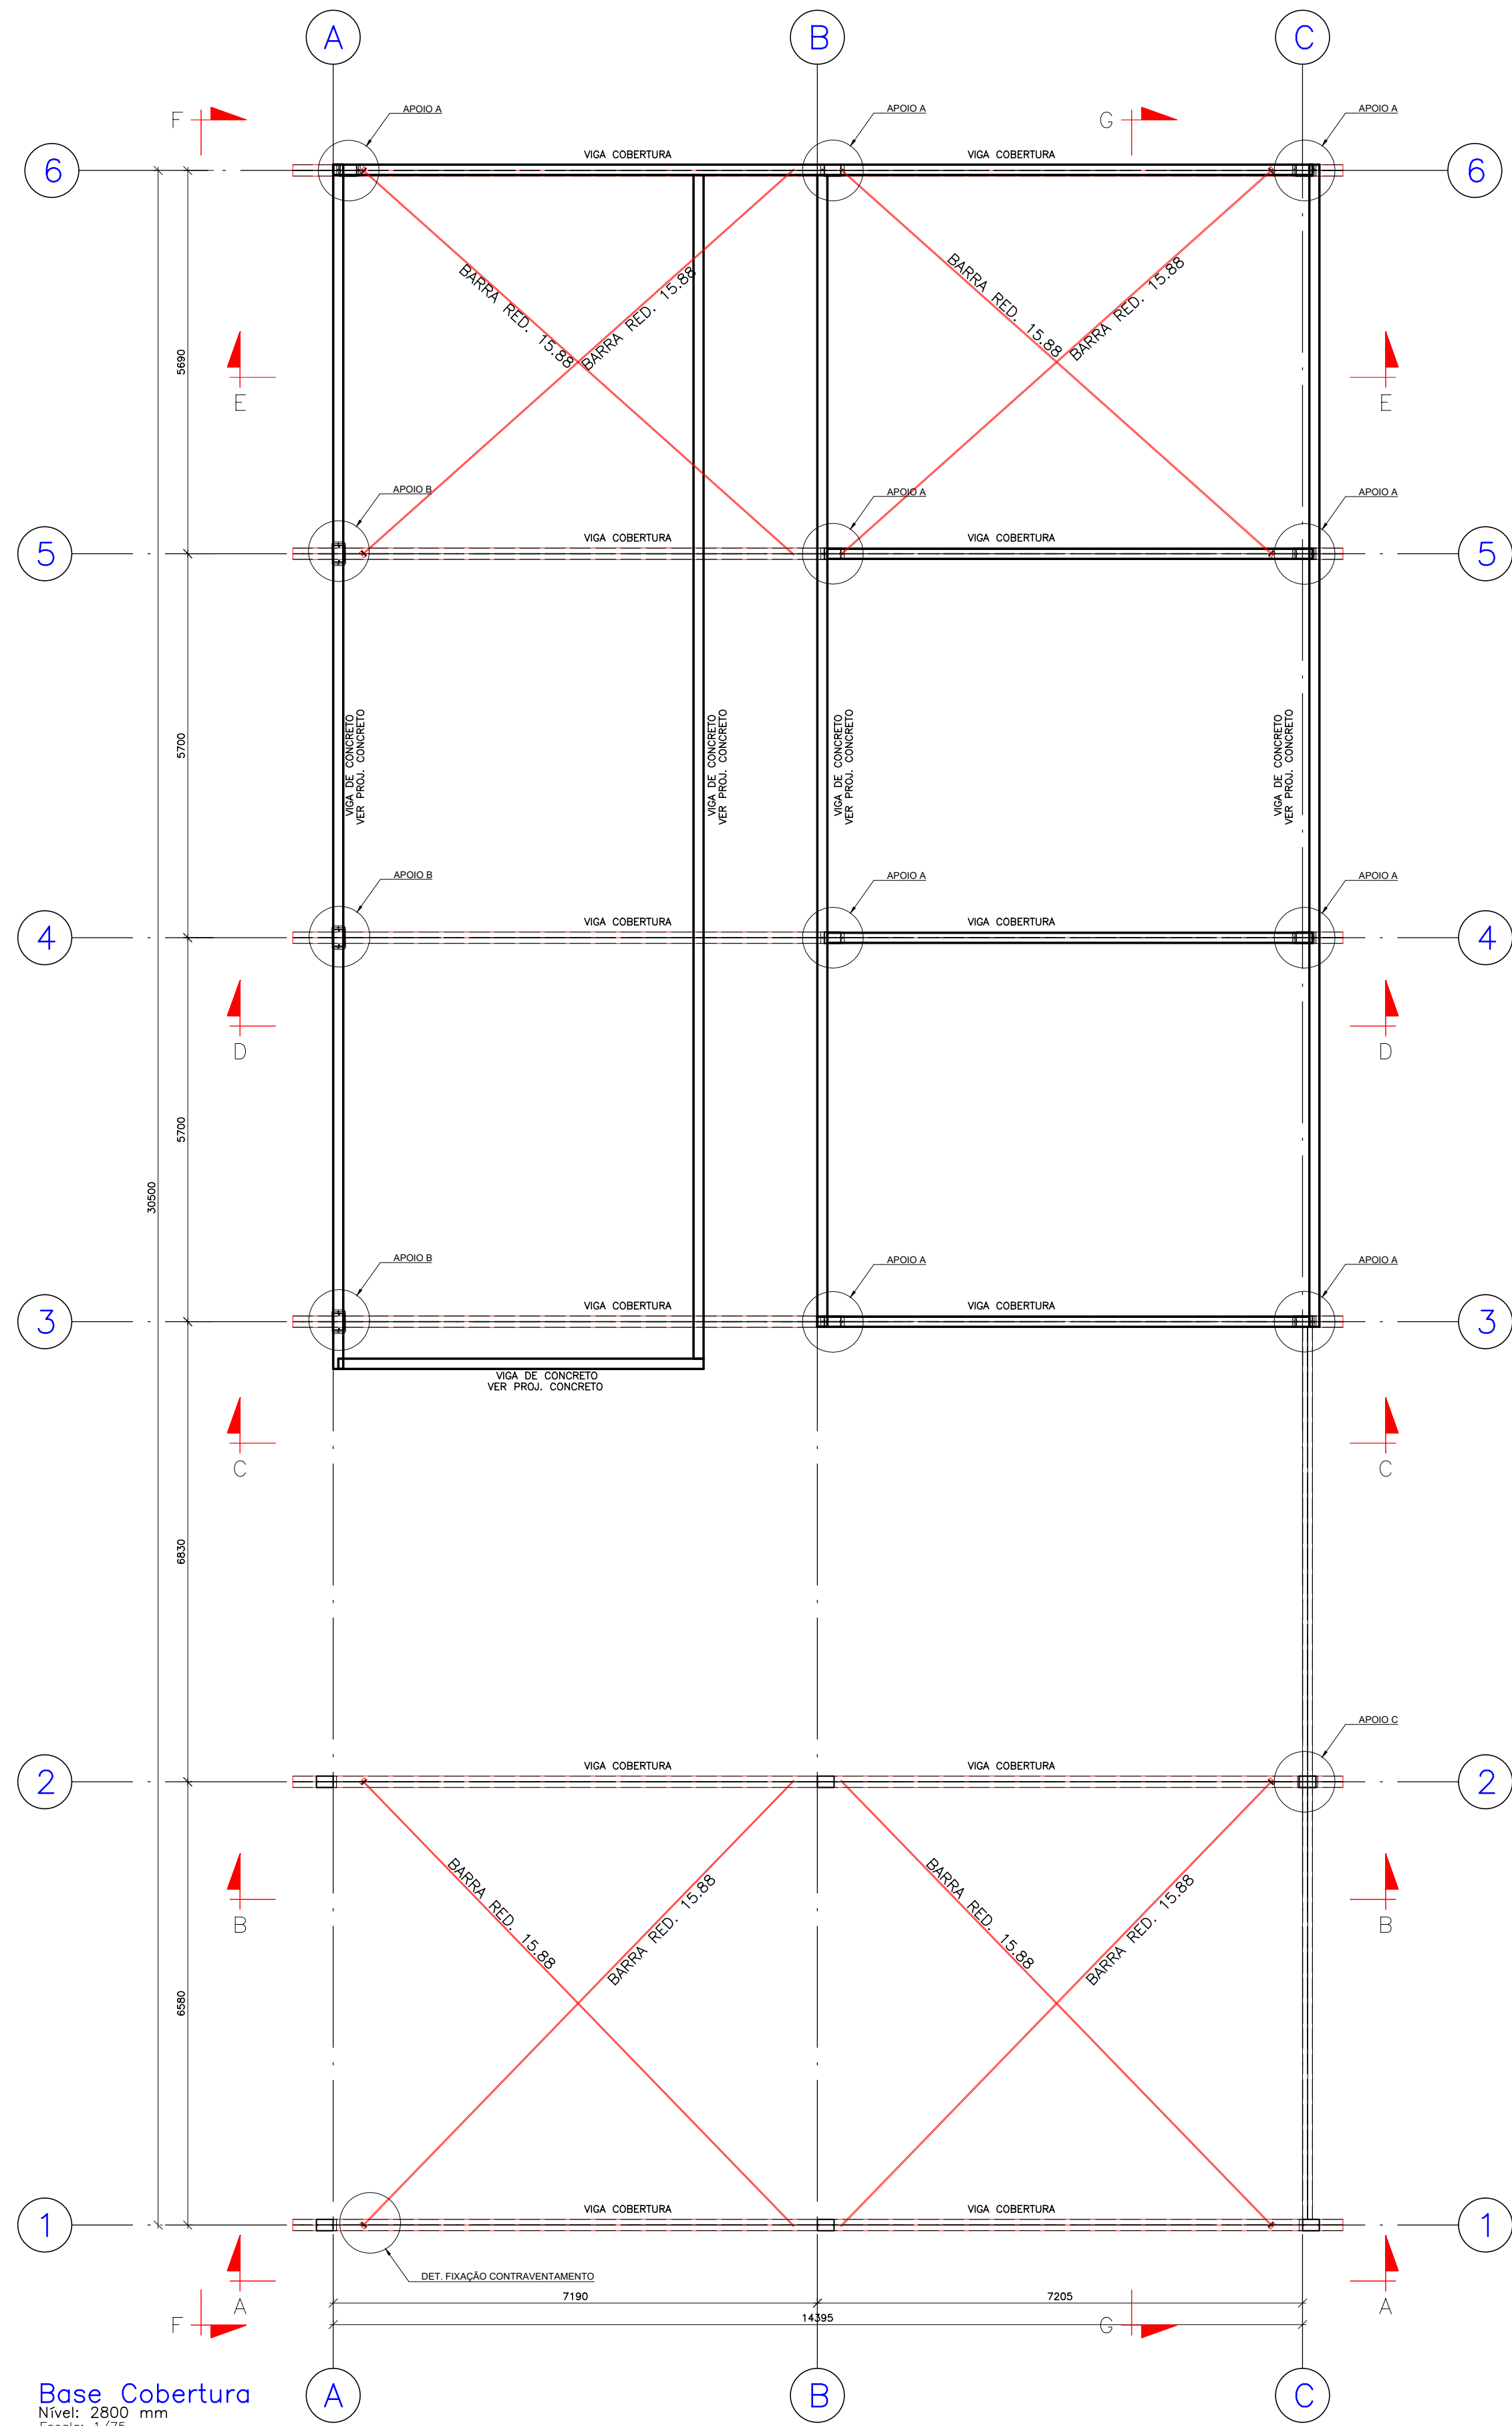 A
B
C
F
APOIO A
APOIO A
G
APOIO A
6
VIGA COBERTURA
VIGA COBERTURA
6
BARRA RED. 15.88
BARRA RED. 15.88
BARRA RED. 15.88
BARRA RED. 15.88
5690
E
E
APOIO B
APOIO A
APOIO A
5
VIGA COBERTURA
VIGA COBERTURA
5
5700
VIGA DE CONCRETO
VER PROJ. CONCRETO
VIGA DE CONCRETO
VER PROJ. CONCRETO
VIGA DE CONCRETO
VER PROJ. CONCRETO
VIGA DE CONCRETO
VER PROJ. CONCRETO
APOIO B
APOIO A
APOIO A
4
VIGA COBERTURA
VIGA COBERTURA
4
D
D
5700
30500
APOIO B
APOIO A
APOIO A
3
VIGA COBERTURA
VIGA COBERTURA
3
VIGA DE CONCRETO
VER PROJ. CONCRETO
C
C
6830
APOIO C
2
VIGA COBERTURA
VIGA COBERTURA
2
BARRA RED. 15.88
BARRA RED. 15.88
BARRA RED. 15.88
BARRA RED. 15.88
B
B
6580
1
VIGA COBERTURA
VIGA COBERTURA
1
DET. FIXAÇÃO CONTRAVENTAMENTO
A
A
7190
7205
F
14395
G
A
B
C
Base Cobertura
Nível: 2800 mm
Escala: 1/75